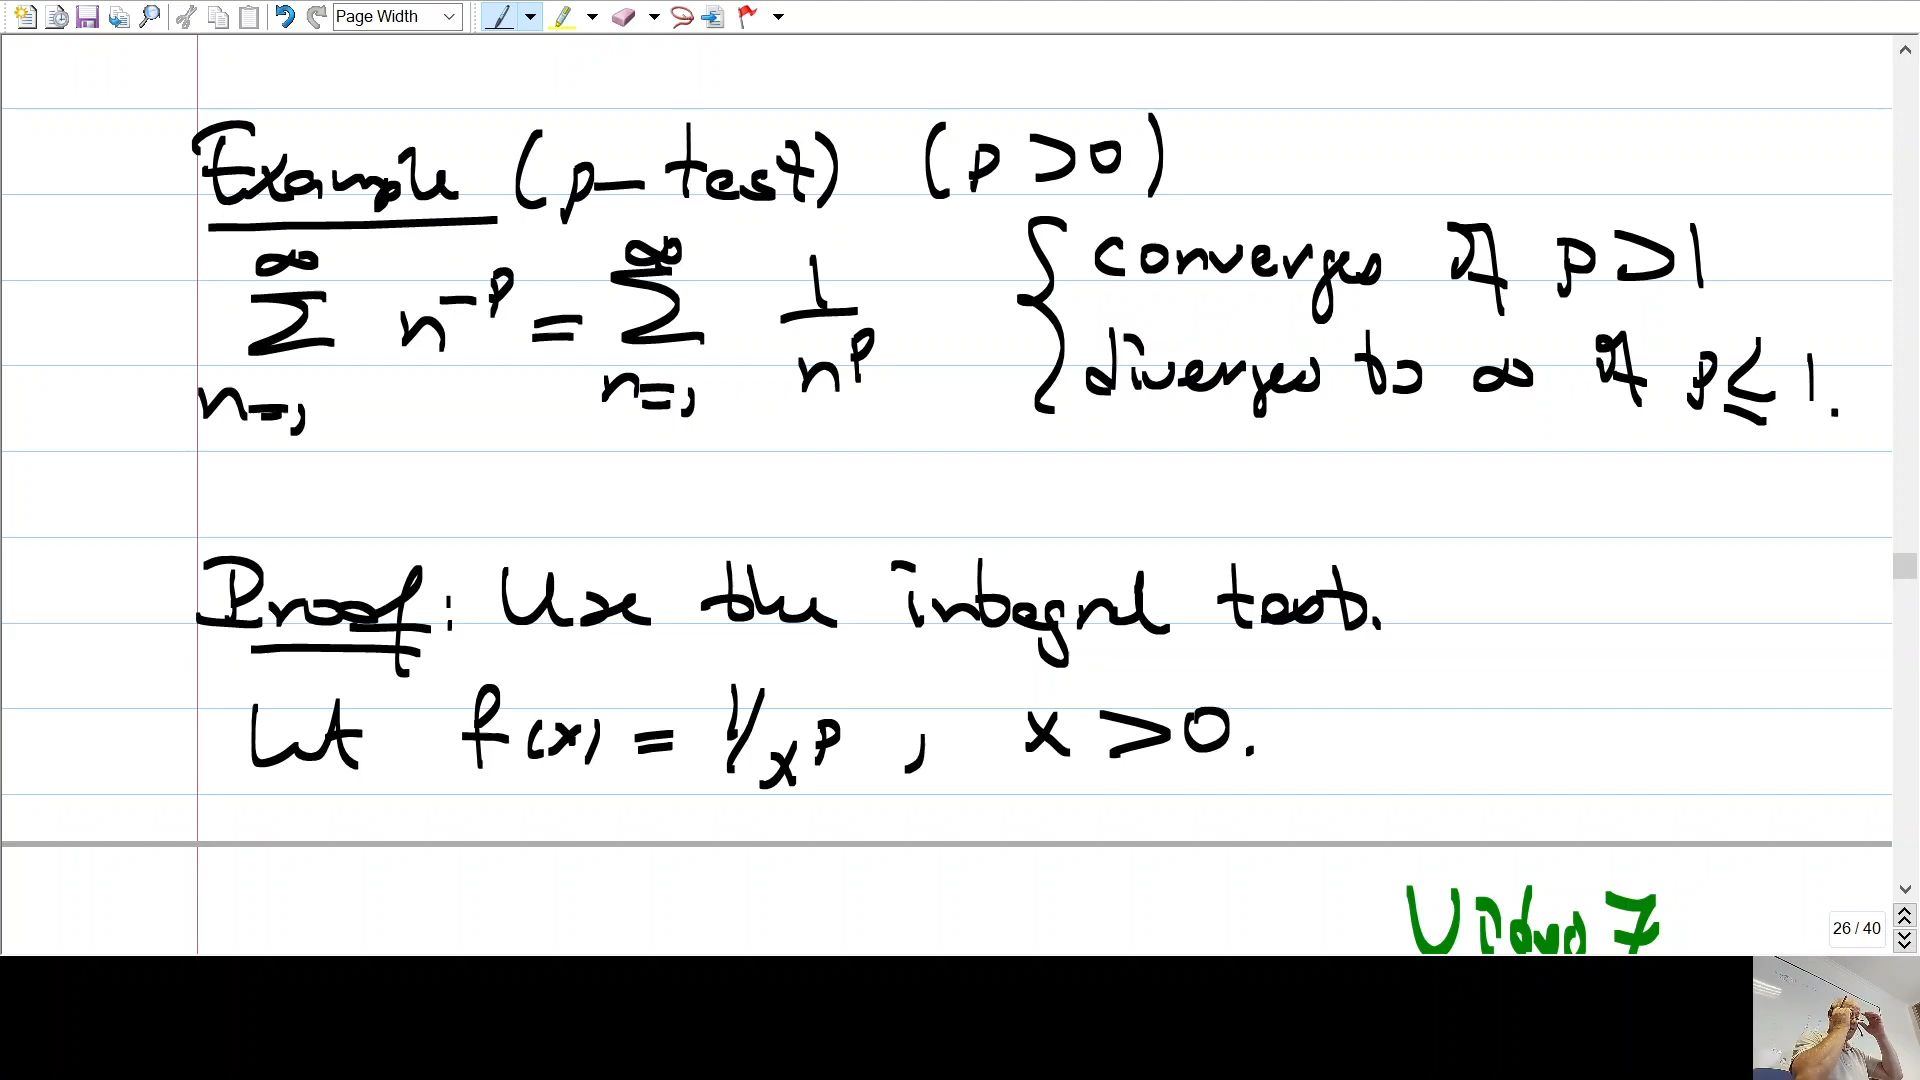 Page Width
Example (p-test) (p > 0)
∞ ∑ n=1 n^-p = ∞ ∑ n=1 1/n^p { converges if p > 1
diverges to ∞ if p ≤ 1.
Proof: Use the integral test.
Let f(x) = 1/x^p , x > 0.
7
26 / 40